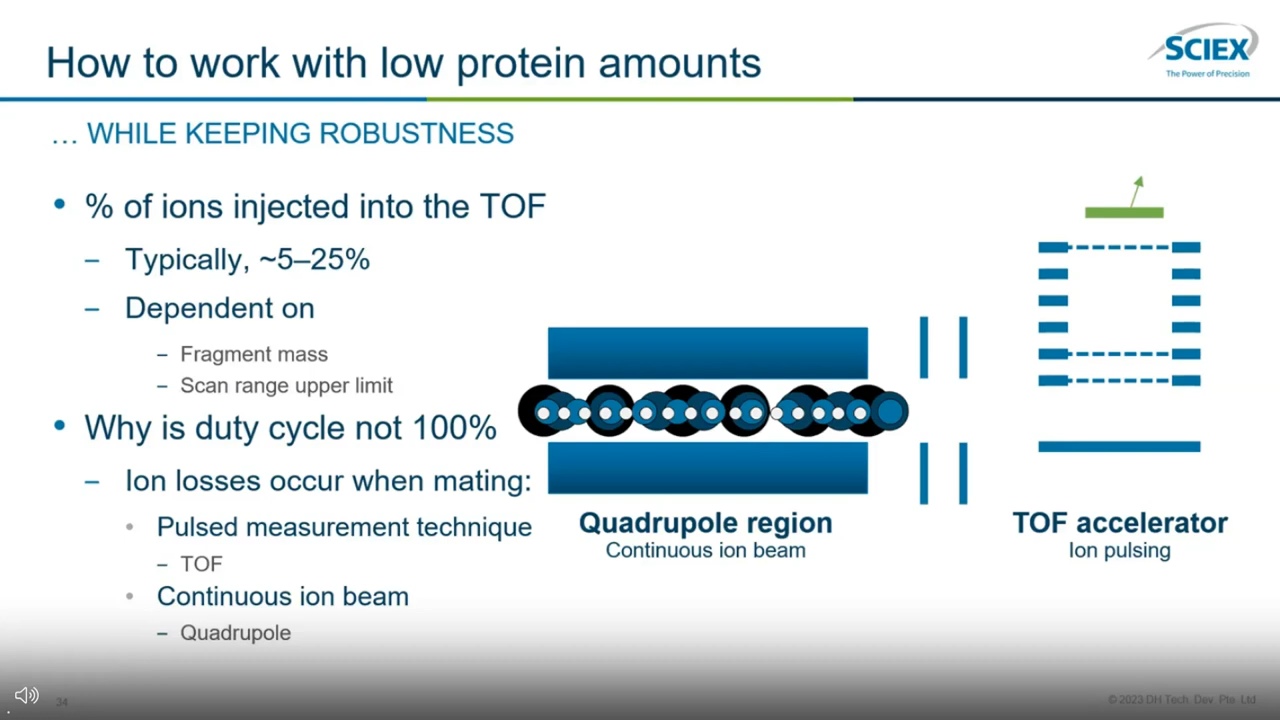 How to work with low protein amounts
SCIEX
The Power of Precision
… WHILE KEEPING ROBUSTNESS
• % of ions injected into the TOF
– Typically, ~5–25%
– Dependent on
– Fragment mass
– Scan range upper limit
• Why is duty cycle not 100%
– Ion losses occur when mating:
• Pulsed measurement technique
– TOF
• Continuous ion beam
– Quadrupole
Quadrupole region
Continuous ion beam
TOF accelerator
Ion pulsing
34
© 2023 DH Tech. Dev. Pte. Ltd